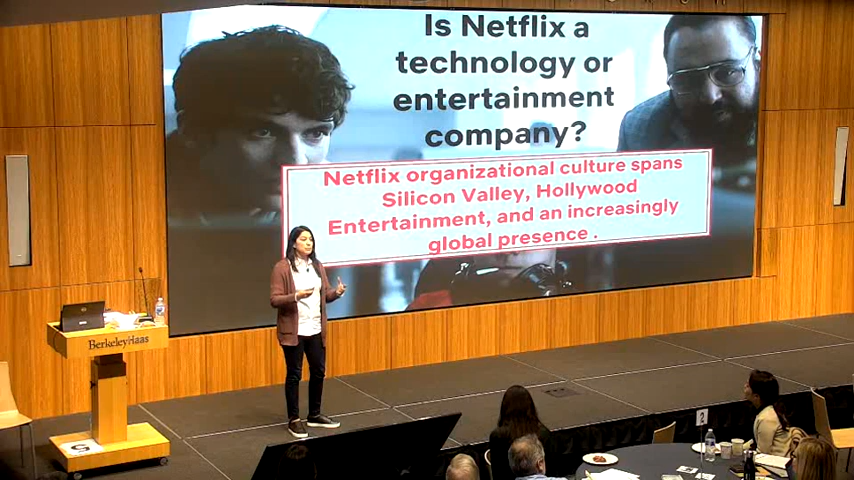 Is Netflix a
technology or
entertainment
company?
Netflix organizational culture spans
Silicon Valley, Hollywood
Entertainment, and an increasingly
global presence .
BerkeleyHaas
2